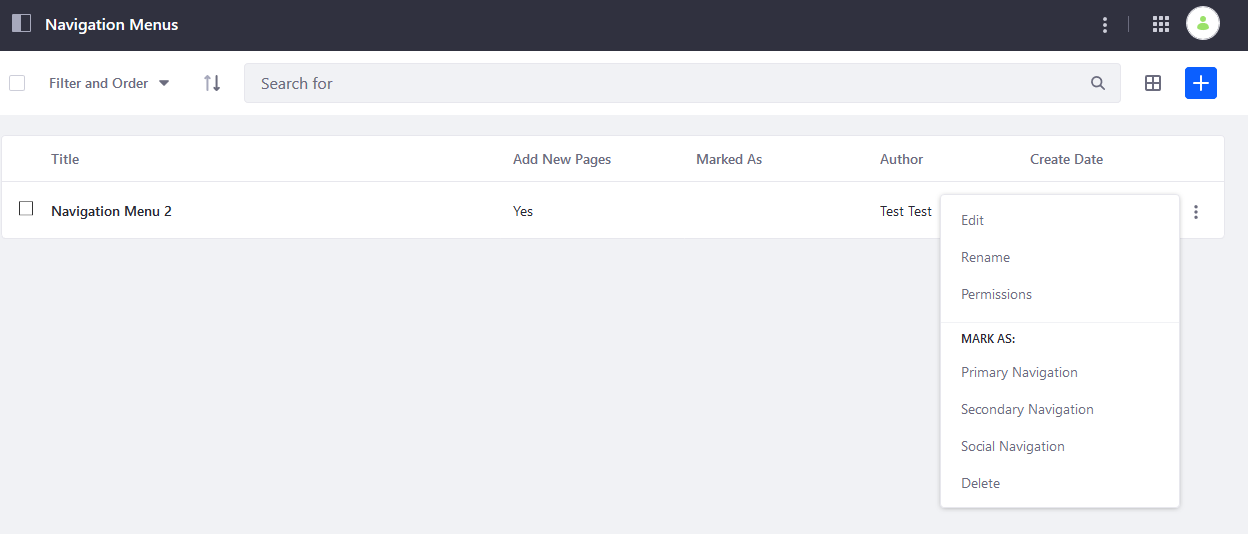 Navigation Menus
Filter and Order
Search for
Title Add New Pages Marked As Author Create Date
Navigation Menu 2 Yes Test Test
Edit
Rename
Permissions
MARK AS:
Primary Navigation
Secondary Navigation
Social Navigation
Delete